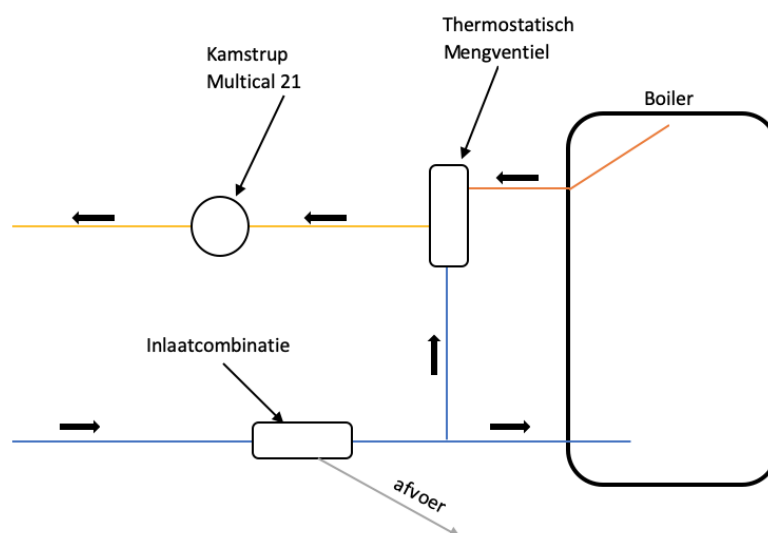 Thermostatisch
Mengventiel
Kamstrup
Multical 21
Boiler
Inlaatcombinatie
afvoer